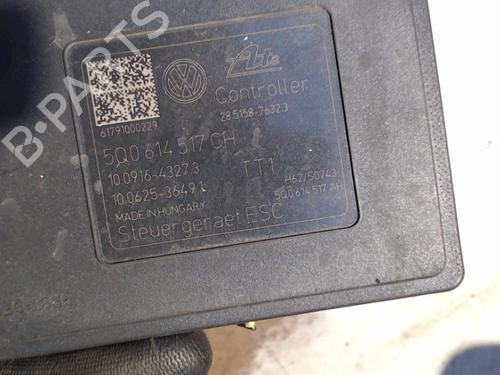 B-PARTS
Ate
Controller
28.5158-7632.3
61791000229
5Q0 614 517 CH
10.0916-4327.3
TT1
H62/S0743
10.0625-3649.1
5Q0 614 517 AH
MADE IN HUNGARY
Steuergeraet ESC